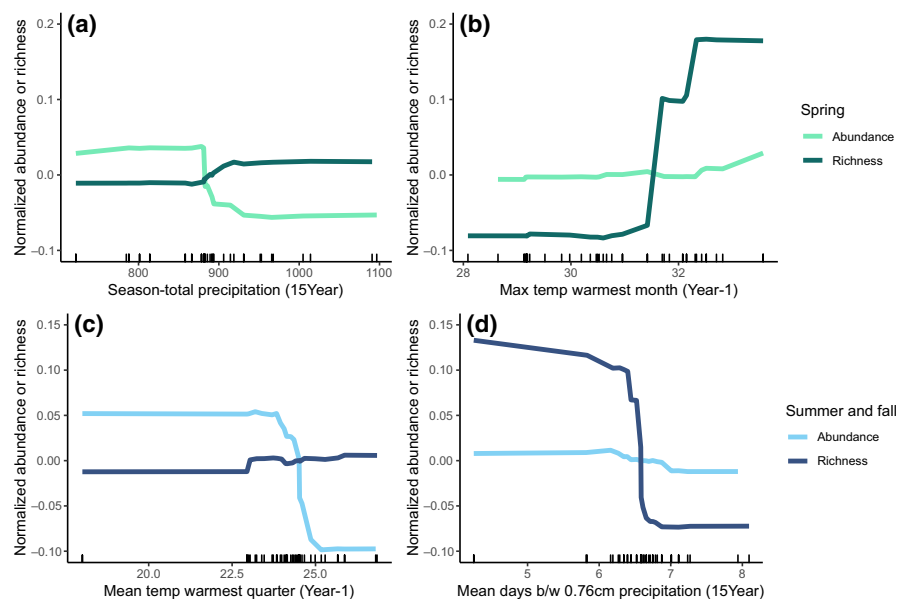 (a)
Normalized abundance or richness
0.2
0.1
0.0
−0.1
800 900 1000 1100
Season-total precipitation (15Year)
(b)
Normalized abundance or richness
0.2
0.1
0.0
−0.1
28 30 32
Max temp warmest month (Year-1)
Spring
Abundance
Richness
(c)
Normalized abundance or richness
0.15
0.10
0.05
0.00
−0.05
−0.10
20.0 22.5 25.0
Mean temp warmest quarter (Year-1)
(d)
Normalized abundance or richness
0.15
0.10
0.05
0.00
−0.05
−0.10
5 6 7 8
Mean days b/w 0.76cm precipitation (15Year)
Summer and fall
Abundance
Richness